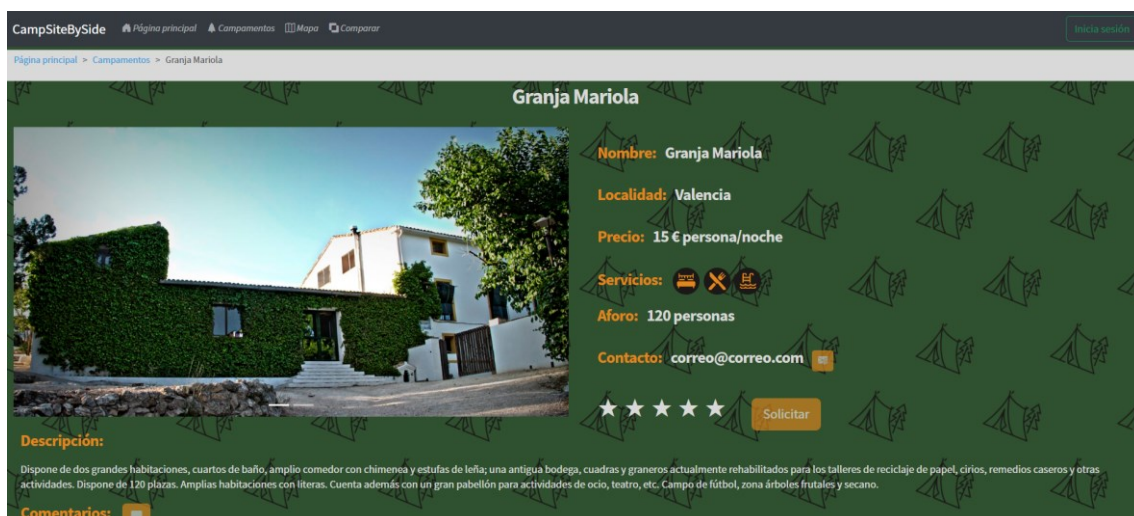 CampSiteBySide Página principal Campamentos Mapa Comparar Inicia sesión
Página principal > Campamentos > Granja Mariola
Granja Mariola
Nombre: Granja Mariola
Localidad: Valencia
Precio: 15 € persona/noche
Servicios:
Aforo: 120 personas
Contacto: correo@correo.com
Solicitar
Descripción:
Dispone de dos grandes habitaciones, cuartos de baño, amplio comedor con chimenea y estufas de leña; una antigua bodega, cuadras y graneros actualmente rehabilitados para los talleres de reciclaje de papel, cirios, remedios caseros y otras
actividades. Dispone de 120 plazas. Amplias habitaciones con literas. Cuenta además con un gran pabellón para actividades de ocio, teatro, etc. Campo de fútbol, zona árboles frutales y secano.
Comentarios: